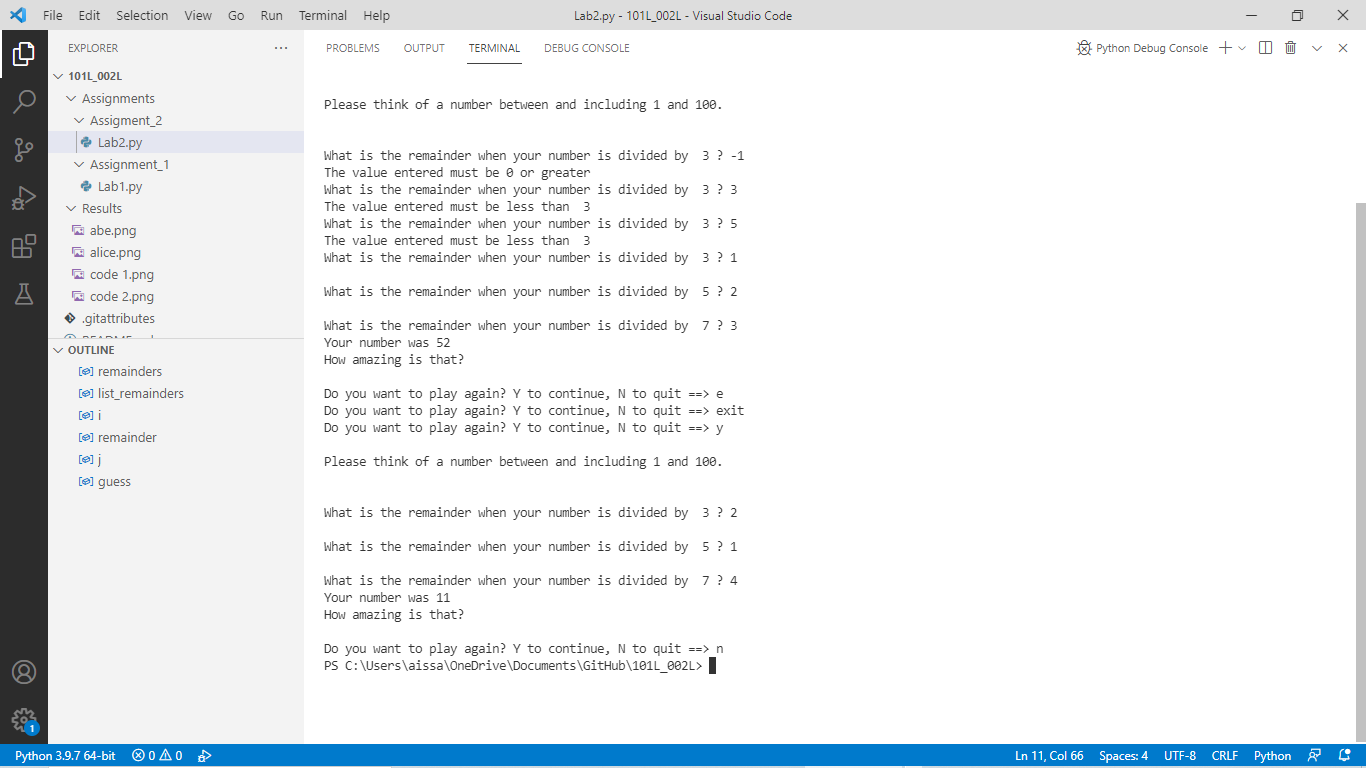 File Edit Selection View Go Run Terminal Help Lab2.py - 101L_002L - Visual Studio Code
EXPLORER ···
101L_002L
Assignments
Assigment_2
Lab2.py
Assignment_1
Lab1.py
Results
abe.png
alice.png
code 1.png
code 2.png
.gitattributes
OUTLINE
remainders
list_remainders
i
remainder
j
guess
PROBLEMS OUTPUT TERMINAL DEBUG CONSOLE Python Debug Console
Please think of a number between and including 1 and 100.
What is the remainder when your number is divided by  3 ? -1
The value entered must be 0 or greater
What is the remainder when your number is divided by  3 ? 3
The value entered must be less than  3
What is the remainder when your number is divided by  3 ? 5
The value entered must be less than  3
What is the remainder when your number is divided by  3 ? 1
What is the remainder when your number is divided by  5 ? 2
What is the remainder when your number is divided by  7 ? 3
Your number was 52
How amazing is that?
Do you want to play again? Y to continue, N to quit ==> e
Do you want to play again? Y to continue, N to quit ==> exit
Do you want to play again? Y to continue, N to quit ==> y
Please think of a number between and including 1 and 100.
What is the remainder when your number is divided by  3 ? 2
What is the remainder when your number is divided by  5 ? 1
What is the remainder when your number is divided by  7 ? 4
Your number was 11
How amazing is that?
Do you want to play again? Y to continue, N to quit ==> n
PS C:\Users\aissa\OneDrive\Documents\GitHub\101L_002L>
1
Python 3.9.7 64-bit 0 0 Ln 11, Col 66 Spaces: 4 UTF-8 CRLF Python